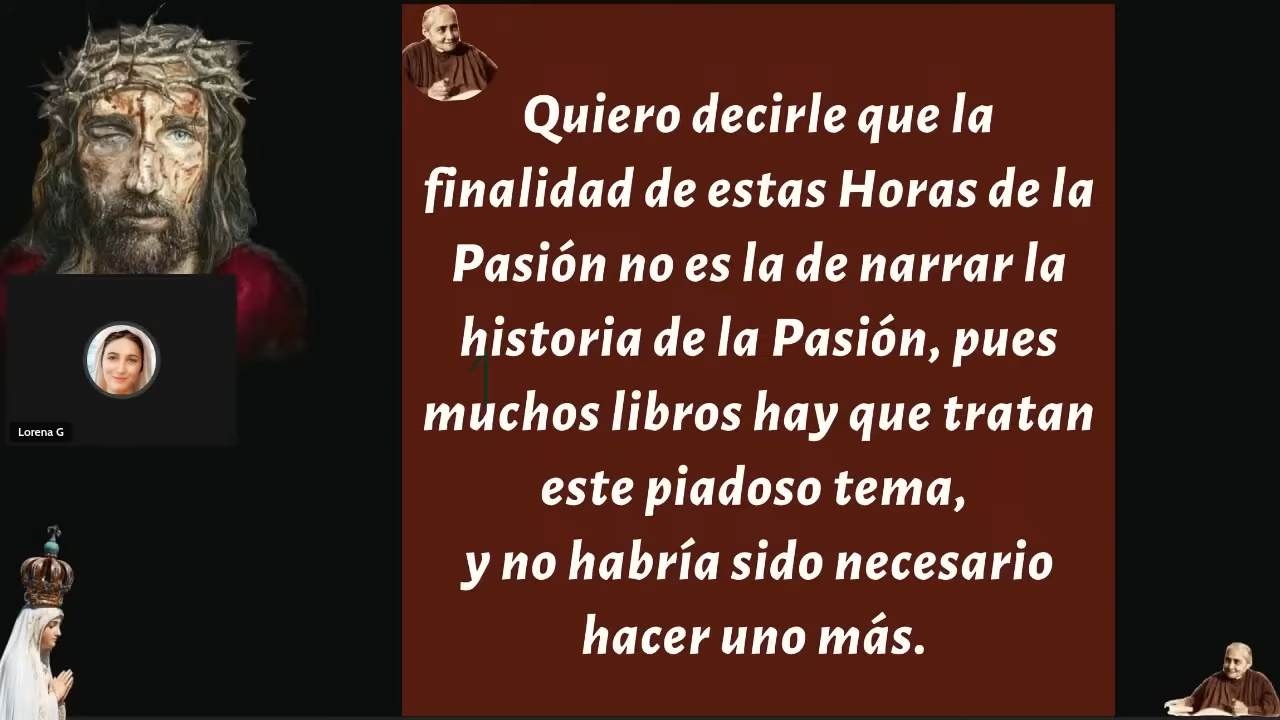 Quiero decirle que la
finalidad de estas Horas de la
Pasión no es la de narrar la
historia de la Pasión, pues
muchos libros hay que tratan
este piadoso tema,
y no habría sido necesario
hacer uno más.
Lorena G